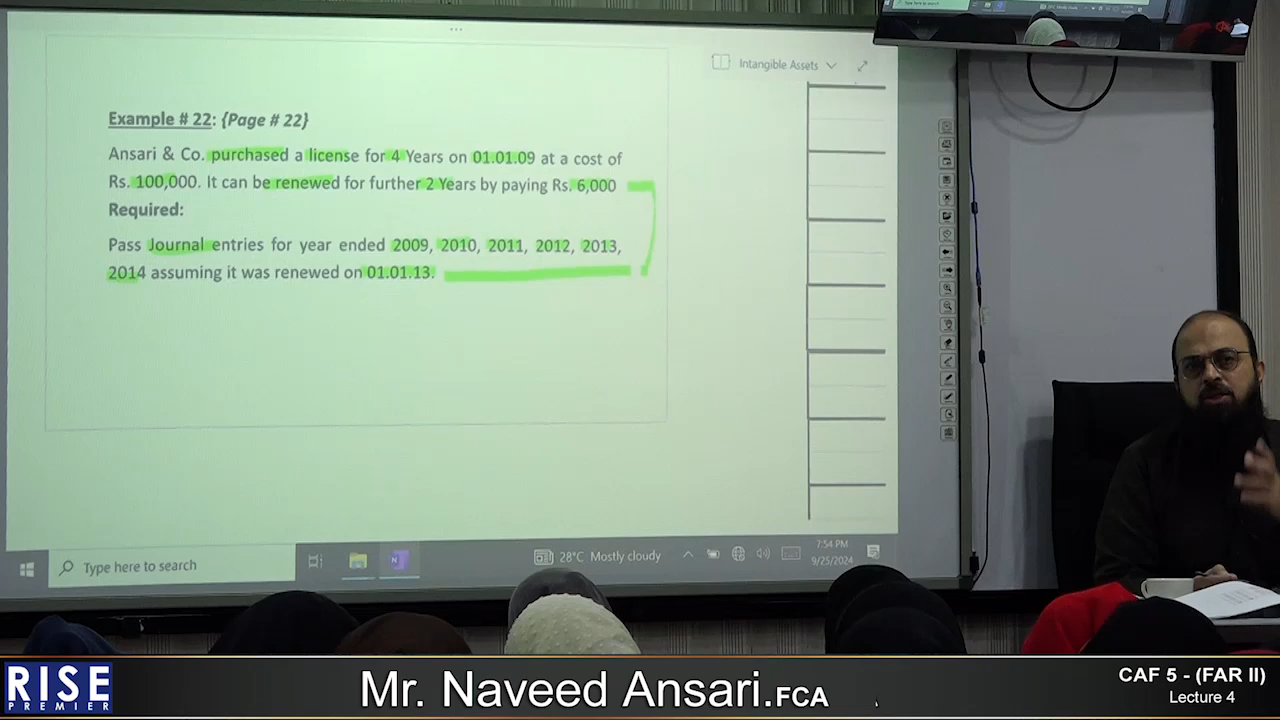 Intangible Assets
Example # 22: {Page # 22}
Ansari & Co. purchased a license for 4 Years on 01.01.09 at a cost of
Rs. 100,000. It can be renewed for further 2 Years by paying Rs. 6,000
Required:
Pass Journal entries for year ended 2009, 2010, 2011, 2012, 2013,
2014 assuming it was renewed on 01.01.13.
Type here to search
28°C Mostly cloudy
7:54 PM
9/25/2024
RISE
PREMIER
Mr. Naveed Ansari.FCA
CAF 5 - (FAR II)
Lecture 4